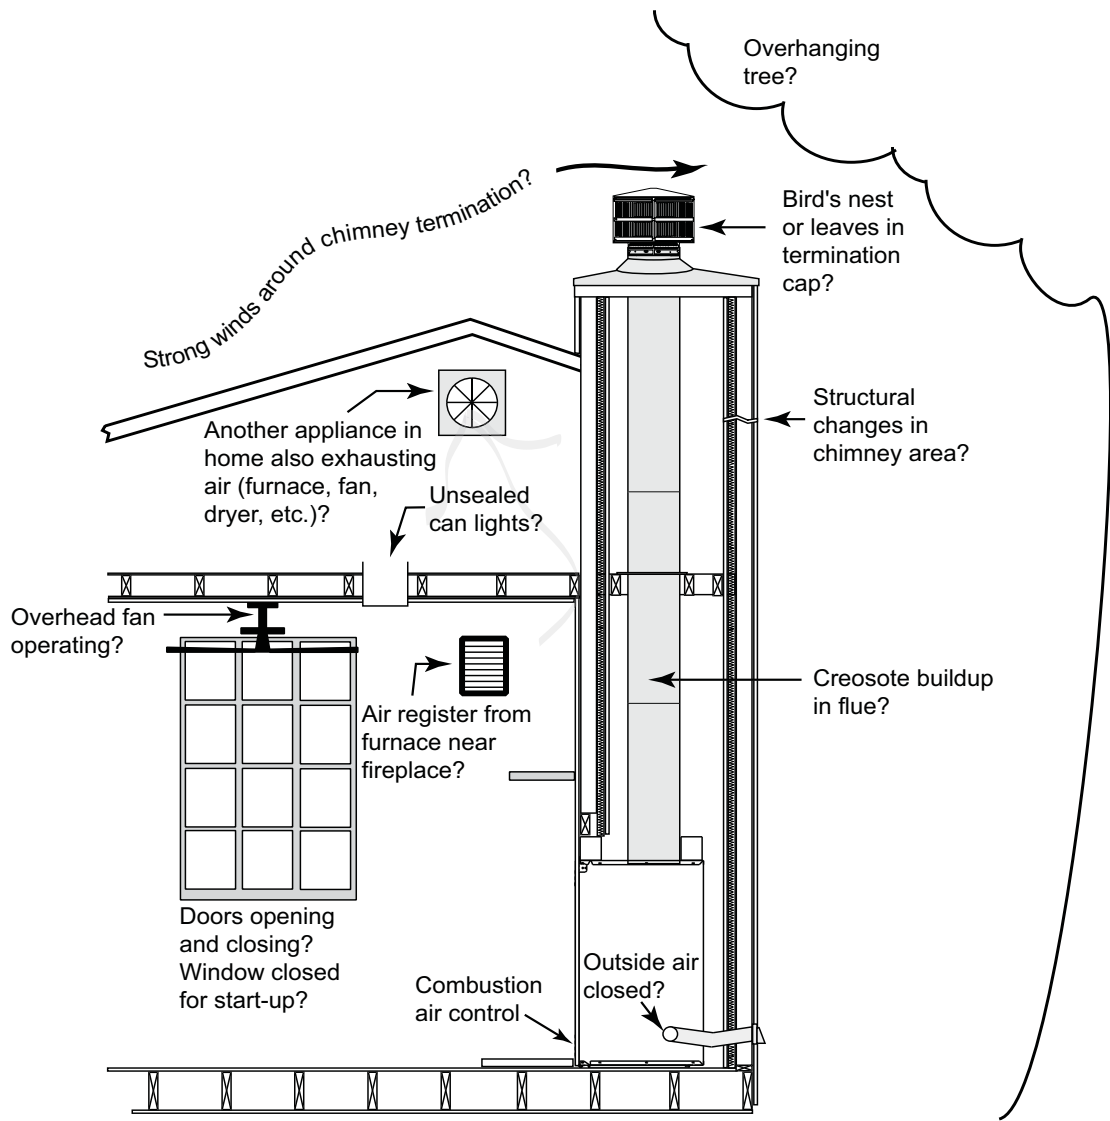 Overhanging
tree?
Strong winds around chimney termination?
Bird's nest
or leaves in
termination
cap?
Another appliance in
home also exhausting
air (furnace, fan,
dryer, etc.)?
Structural
changes in
chimney area?
Unsealed
can lights?
Overhead fan
operating?
Air register from
furnace near
fireplace?
Creosote buildup
in flue?
Doors opening
and closing?
Window closed
for start-up?
Combustion
air control
Outside air
closed?